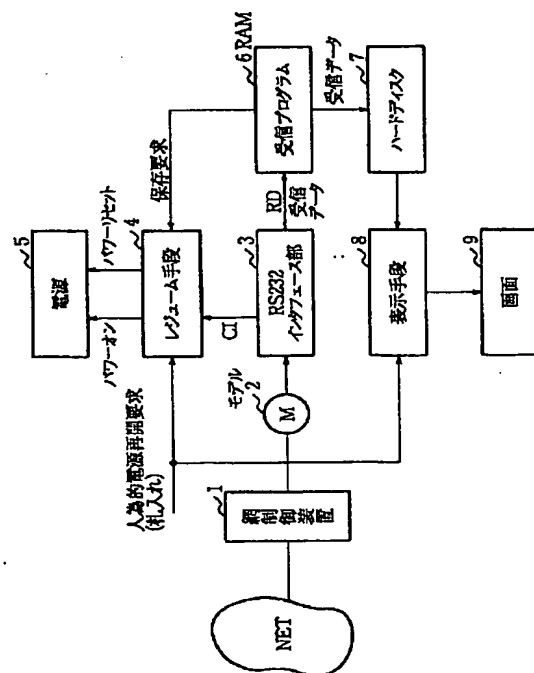 NET
1
網制御装置
人為的電源再開要求
(札入れ)
モデル
2
M
3
RS232
インタフェース部
CI
RD
受信
データ
4
レジューム手段
パワーオン
パワーリセット
5
電源
保存要求
6 RAM
受信プログラム
受信データ
7
ハードディスク
8
表示手段
9
画面